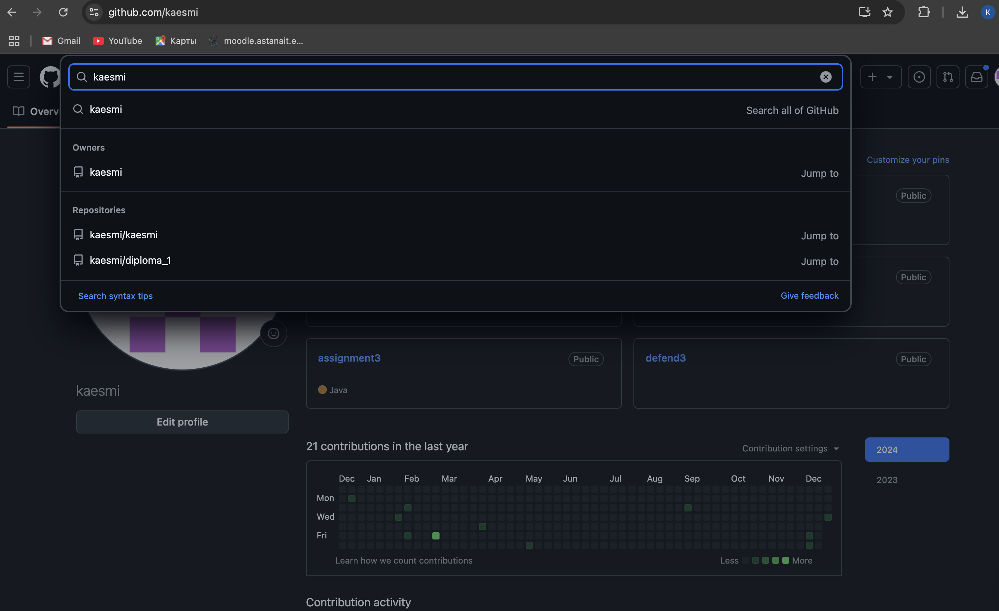 github.com/kaesmi
K
Gmail
YouTube
Карты
moodle.astanait.e...
kaesmi
kaesmi
Search all of GitHub
Overv
Owners
kaesmi
Jump to
Customize your pins
Public
Repositories
kaesmi/kaesmi
Jump to
kaesmi/diploma_1
Jump to
Public
Search syntax tips
Give feedback
assignment3
Public
defend3
Public
Java
kaesmi
Edit profile
21 contributions in the last year
Contribution settings
2024
2023
Dec Jan Feb Mar Apr May Jun Jul Aug Sep Oct Nov Dec
Mon
Wed
Fri
Learn how we count contributions
Less
More
Contribution activity